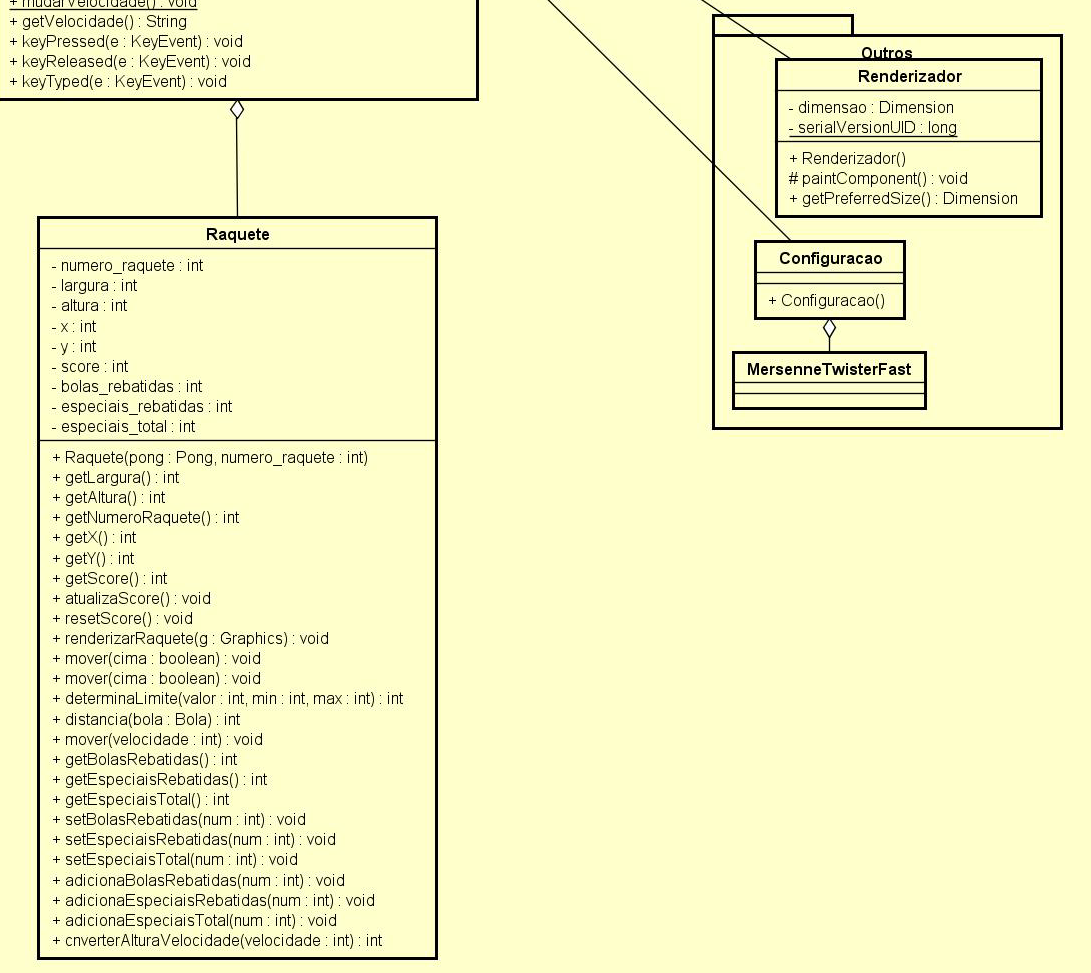 + mudarVelocidade() : void
+ getVelocidade() : String
+ keyPressed(e : KeyEvent) : void
+ keyReleased(e : KeyEvent) : void
+ keyTyped(e : KeyEvent) : void
Raquete
- numero_raquete : int
- largura : int
- altura : int
- x : int
- y : int
- score : int
- bolas_rebatidas : int
- especiais_rebatidas : int
- especiais_total : int
+ Raquete(pong : Pong, numero_raquete : int)
+ getLargura() : int
+ getAltura() : int
+ getNumeroRaquete() : int
+ getX() : int
+ getY() : int
+ getScore() : int
+ atualizaScore() : void
+ resetScore() : void
+ renderizarRaquete(g : Graphics) : void
+ mover(cima : boolean) : void
+ mover(cima : boolean) : void
+ determinaLimite(valor : int, min : int, max : int) : int
+ distancia(bola : Bola) : int
+ mover(velocidade : int) : void
+ getBolasRebatidas() : int
+ getEspeciaisRebatidas() : int
+ getEspeciaisTotal() : int
+ setBolasRebatidas(num : int) : void
+ setEspeciaisRebatidas(num : int) : void
+ setEspeciaisTotal(num : int) : void
+ adicionaBolasRebatidas(num : int) : void
+ adicionaEspeciaisRebatidas(num : int) : void
+ adicionaEspeciaisTotal(num : int) : void
+ cnverterAlturaVelocidade(velocidade : int) : int
Outros
Renderizador
- dimensao : Dimension
- serialVersionUID : long
+ Renderizador()
# paintComponent() : void
+ getPreferredSize() : Dimension
Configuracao
+ Configuracao()
MersenneTwisterFast